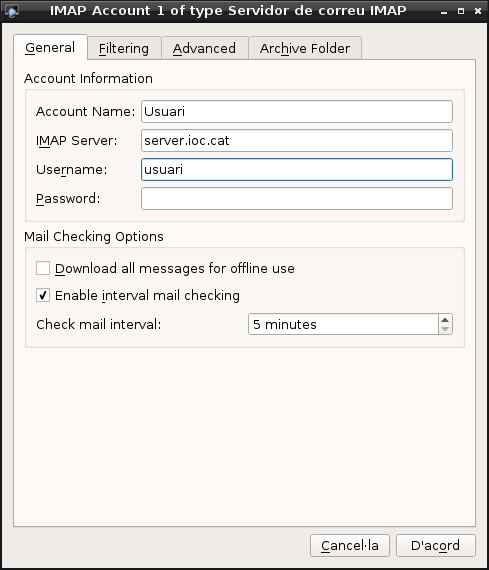 IMAP Account 1 of type Servidor de correu IMAP
General Filtering Advanced Archive Folder
Account Information
Account Name: Usuari
IMAP Server: server.ioc.cat
Username: usuari
Password:
Mail Checking Options
Download all messages for offline use
Enable interval mail checking
Check mail interval: 5 minutes
Cancel·la D'acord